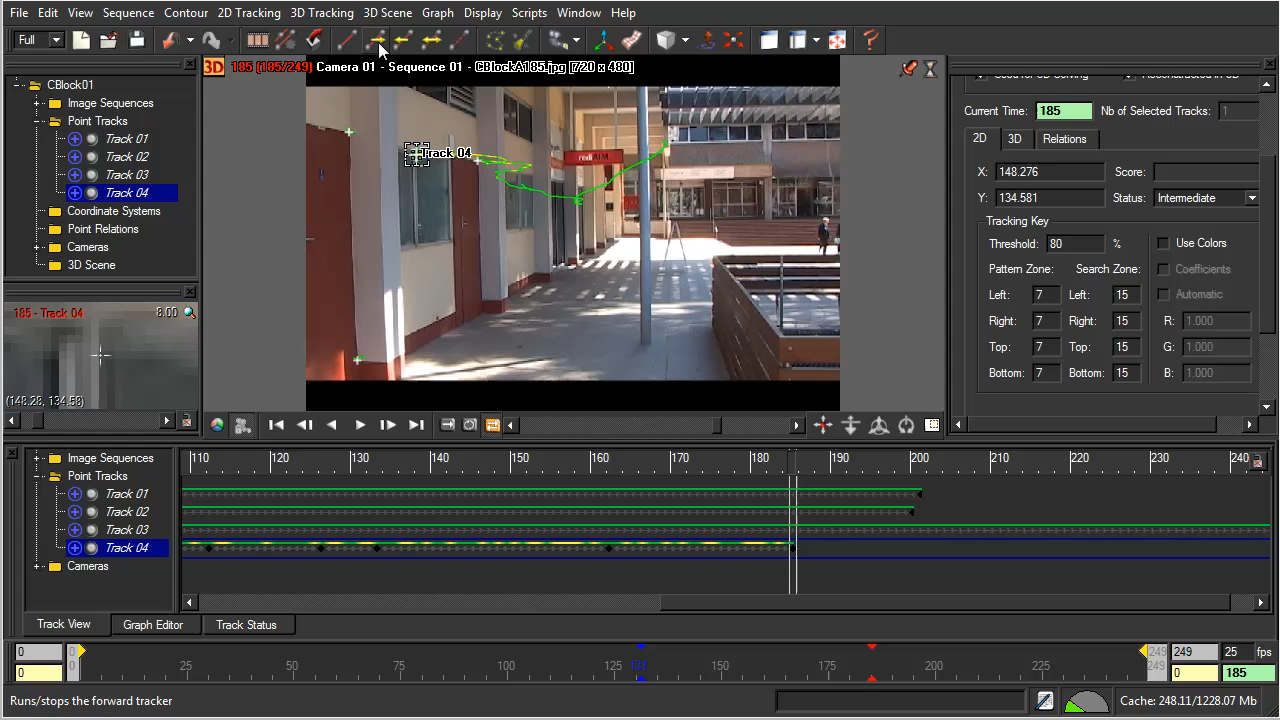 File Edit View Sequence Contour 2D Tracking 3D Tracking 3D Scene Graph Display Scripts Window Help
Full
3D 185 (185/249) Camera 01 - Sequence 01 - CBlockA185.jpg [720 x 480]
CBlock01
Image Sequences
Point Tracks
Track 01
Track 02
Track 03
Track 04
Coordinate Systems
Point Relations
Cameras
3D Scene
185 - Track 04 8.00
(148.28, 134.58)
Track 04
rediATM
Current Time: 185 Nb of Selected Tracks: 1
2D 3D Relations
X: 148.276 Score:
Y: 134.581 Status: Intermediate
Tracking Key
Threshold: 80 % Use Colors
Pattern Zone: Search Zone: Coefficients
Left: 7 Left: 15 Automatic
Right: 7 Right: 15 R: 1.000
Top: 7 Top: 15 G: 1.000
Bottom: 7 Bottom: 15 B: 1.000
Image Sequences
Point Tracks
Track 01
Track 02
Track 03
Track 04
Cameras
110 120 130 140 150 160 170 180 190 200 210 220 230 240
Track View Graph Editor Track Status
0 0 249 249 25 fps
0 0 25 50 75 100 125 131 150 175 200 225 249 0 185
Runs/stops the forward tracker
Cache: 248.11/1228.07 Mb